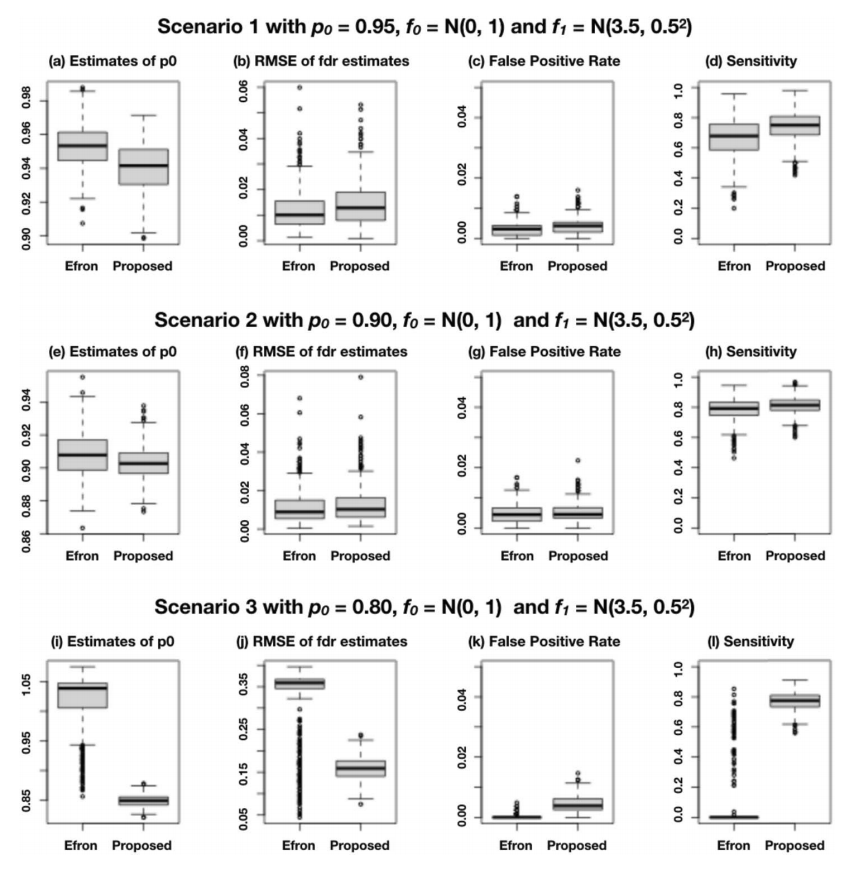 Scenario 1 with p₀ = 0.95, f₀ = N(0, 1) and f₁ = N(3.5, 0.5²)
(a) Estimates of p0 (b) RMSE of fdr estimates (c) False Positive Rate (d) Sensitivity
0.98 0.96 0.94 0.92 0.90
0.06 0.04 0.02 0.00
0.04 0.02 0.00
1.0 0.8 0.6 0.4 0.2 0.0
Efron Proposed Efron Proposed Efron Proposed Efron Proposed
Scenario 2 with p₀ = 0.90, f₀ = N(0, 1) and f₁ = N(3.5, 0.5²)
(e) Estimates of p0 (f) RMSE of fdr estimates (g) False Positive Rate (h) Sensitivity
0.94 0.92 0.90 0.88 0.86
0.08 0.06 0.04 0.02 0.00
0.04 0.02 0.00
1.0 0.8 0.6 0.4 0.2 0.0
Efron Proposed Efron Proposed Efron Proposed Efron Proposed
Scenario 3 with p₀ = 0.80, f₀ = N(0, 1) and f₁ = N(3.5, 0.5²)
(i) Estimates of p0 (j) RMSE of fdr estimates (k) False Positive Rate (l) Sensitivity
1.05 0.95 0.85
0.35 0.25 0.15 0.05
0.04 0.02 0.00
1.0 0.8 0.6 0.4 0.2 0.0
Efron Proposed Efron Proposed Efron Proposed Efron Proposed